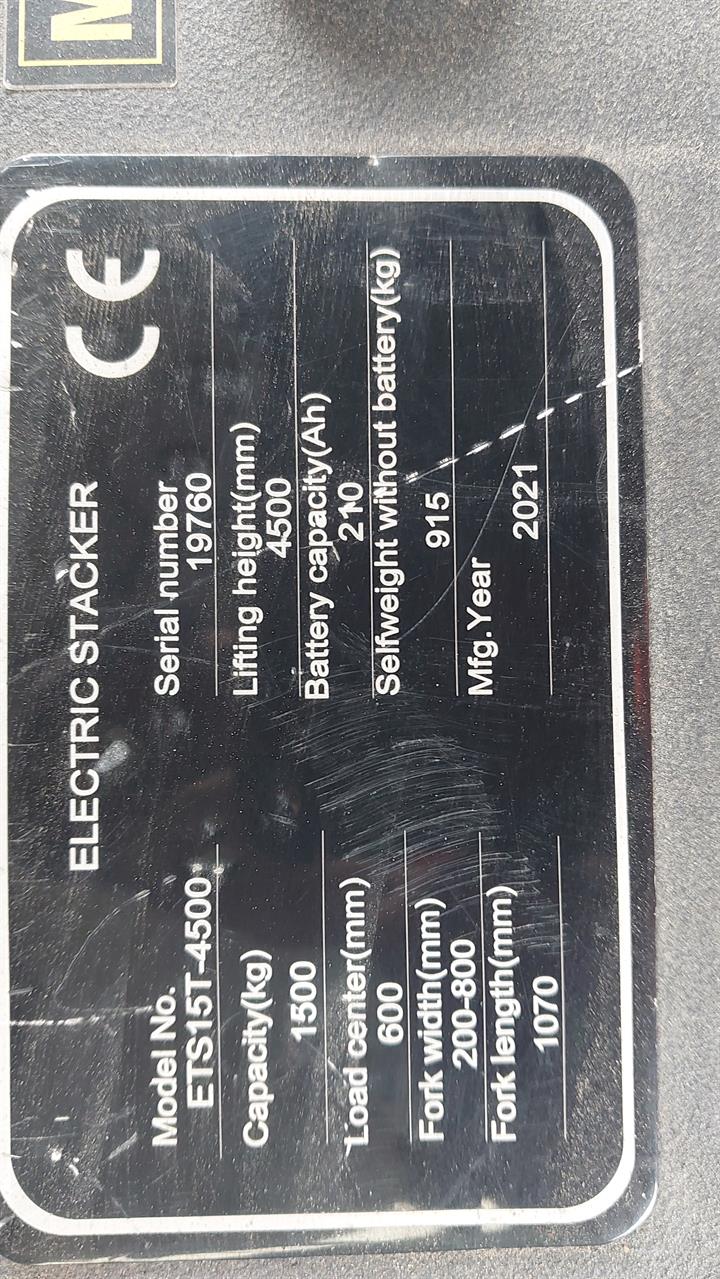 M
ELECTRIC STACKER CE
Model No.
ETS15T-4500
Capacity(kg)
1500
Load center(mm)
600
Fork width(mm)
200-800
Fork length(mm)
1070
Serial number
19760
Lifting height(mm)
4500
Battery capacity(Ah)
210
Selfweight without battery(kg)
915
Mfg.Year
2021